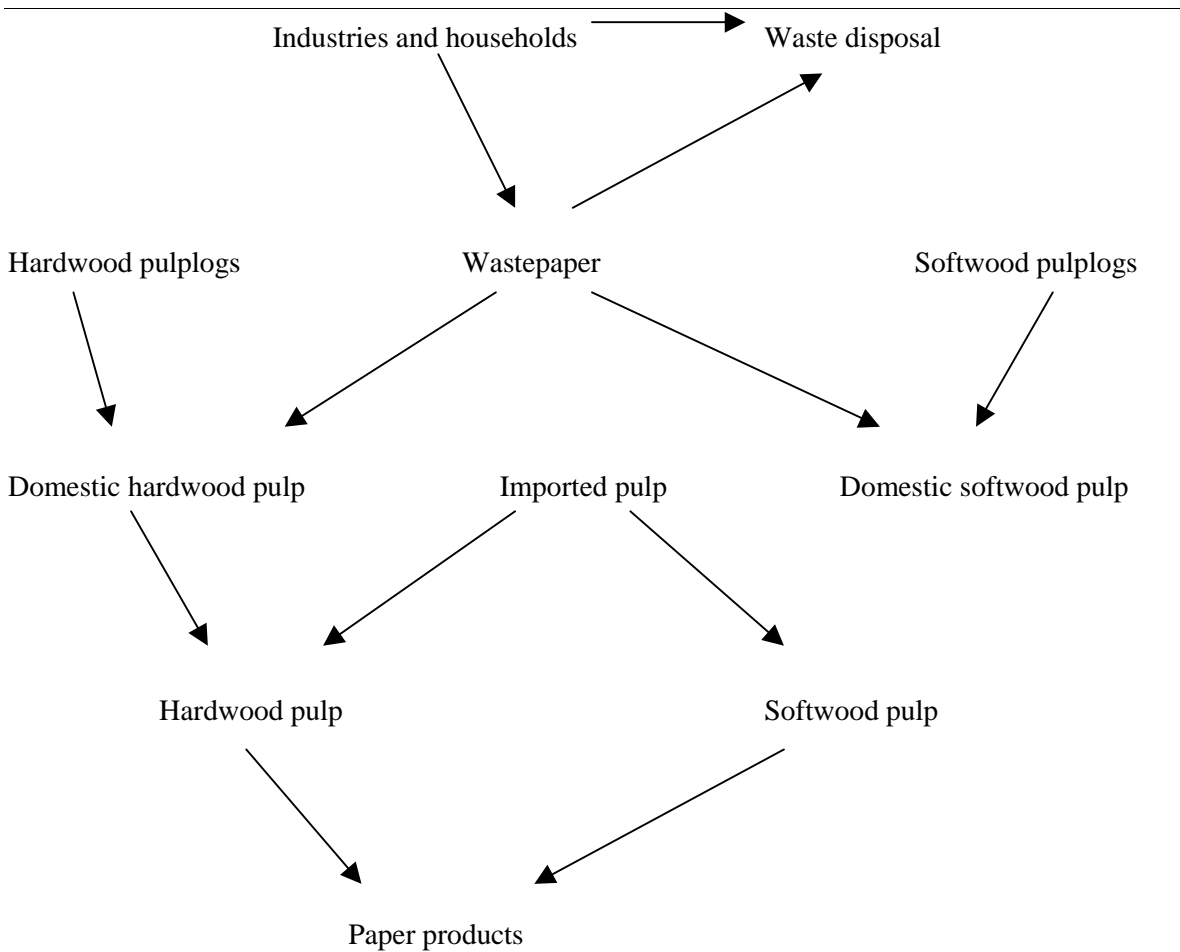 Industries and households Waste disposal
Hardwood pulplogs Wastepaper Softwood pulplogs
Domestic hardwood pulp Imported pulp Domestic softwood pulp
Hardwood pulp Softwood pulp
Paper products